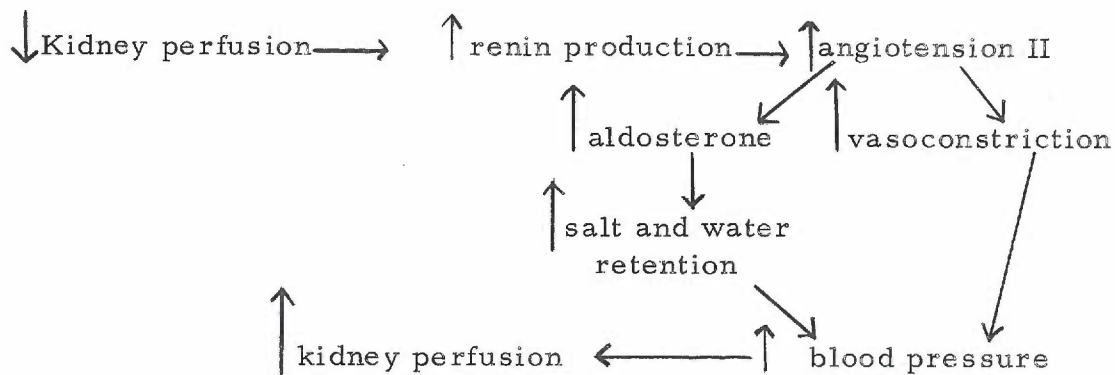 Kidney perfusion renin production angiotension II
aldosterone vasoconstriction
salt and water
retention
kidney perfusion blood pressure